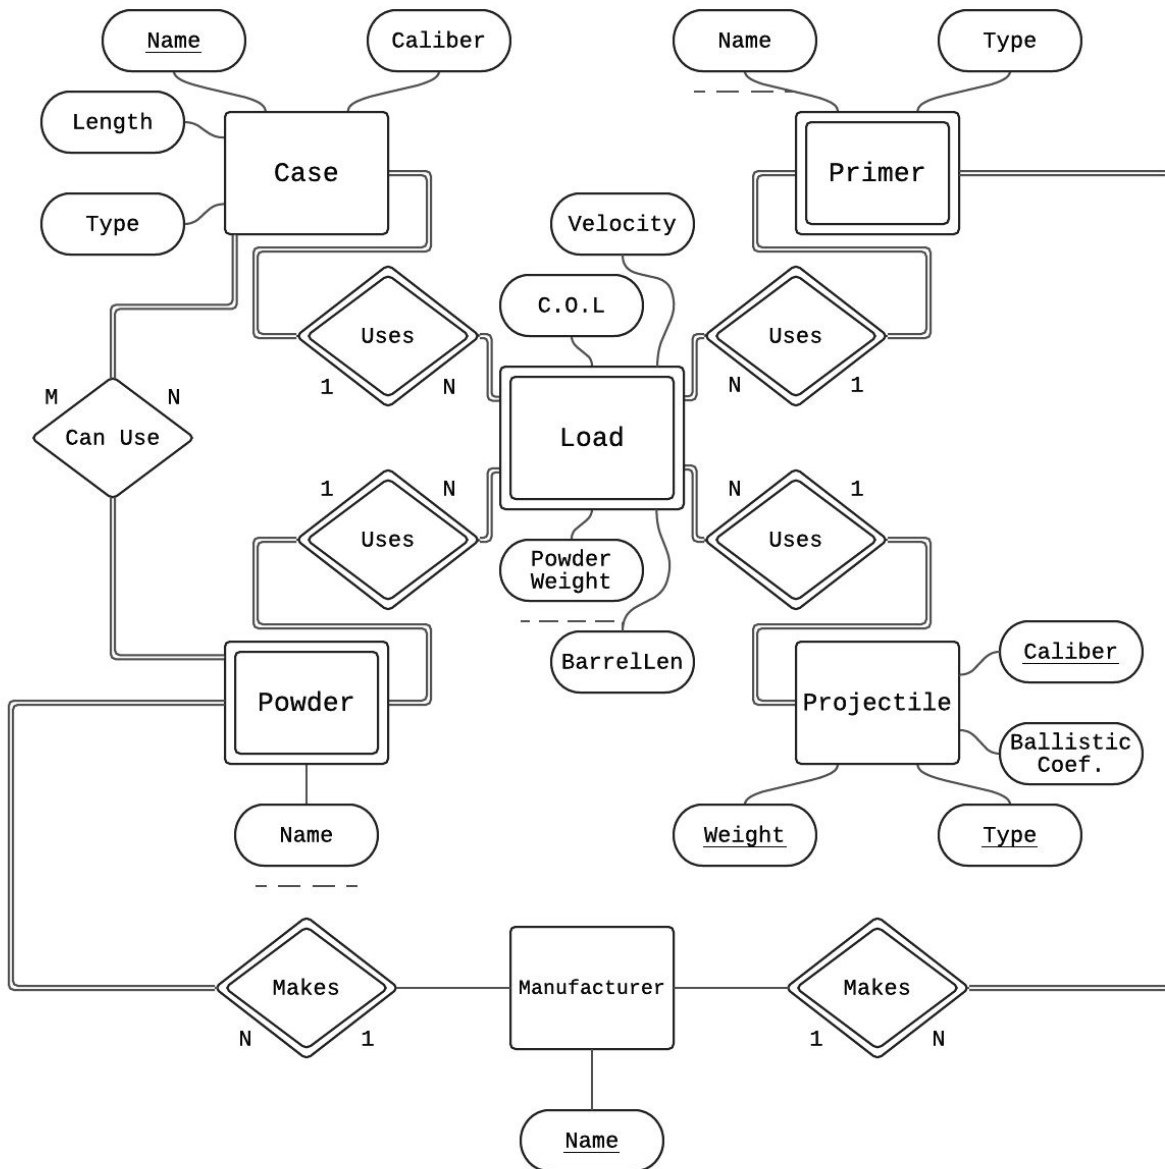 Name
Caliber
Name
Type
Length
Case
Primer
Type
Velocity
C.O.L
Uses
Uses
1
N
N
1
M
N
Can Use
Load
1
N
N
1
Uses
Uses
Powder
Weight
BarrelLen
Caliber
Powder
Projectile
Ballistic
Coef.
Name
Weight
Type
Makes
Manufacturer
Makes
N
1
1
N
Name